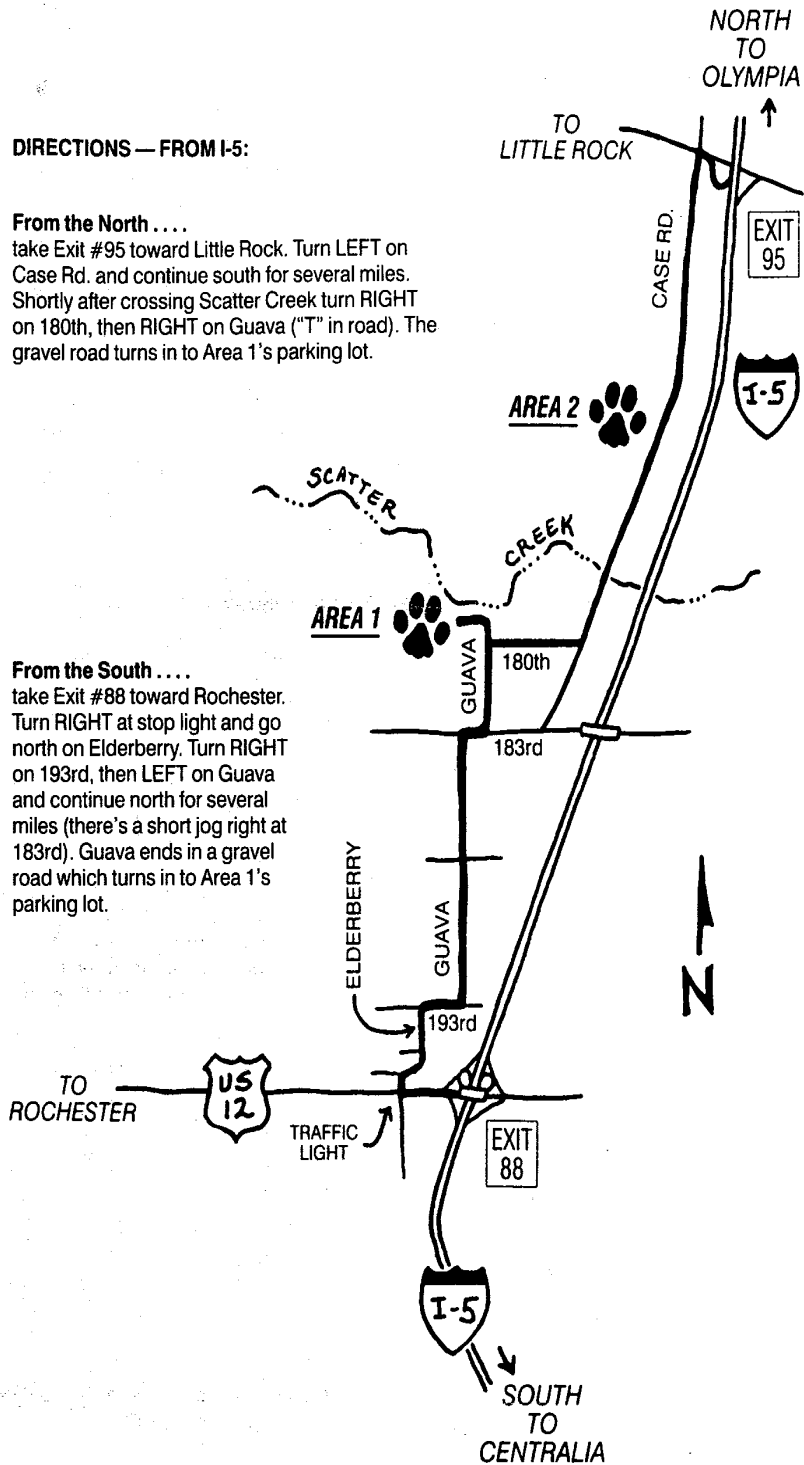 NORTH
TO
OLYMPIA
TO
LITTLE ROCK
DIRECTIONS — FROM I-5:
From the North . . . .
take Exit #95 toward Little Rock. Turn LEFT on
Case Rd. and continue south for several miles.
Shortly after crossing Scatter Creek turn RIGHT
on 180th, then RIGHT on Guava ("T" in road). The
gravel road turns in to Area 1's parking lot.
CASE RD.
EXIT
95
I-5
AREA 2
SCATTER
CREEK
AREA 1
GUAVA
180th
183rd
From the South . . . .
take Exit #88 toward Rochester.
Turn RIGHT at stop light and go
north on Elderberry. Turn RIGHT
on 193rd, then LEFT on Guava
and continue north for several
miles (there's a short jog right at
183rd). Guava ends in a gravel
road which turns in to Area 1's
parking lot.
ELDERBERRY
GUAVA
193rd
N
TO
ROCHESTER
US
12
TRAFFIC
LIGHT
EXIT
88
I-5
SOUTH
TO
CENTRALIA